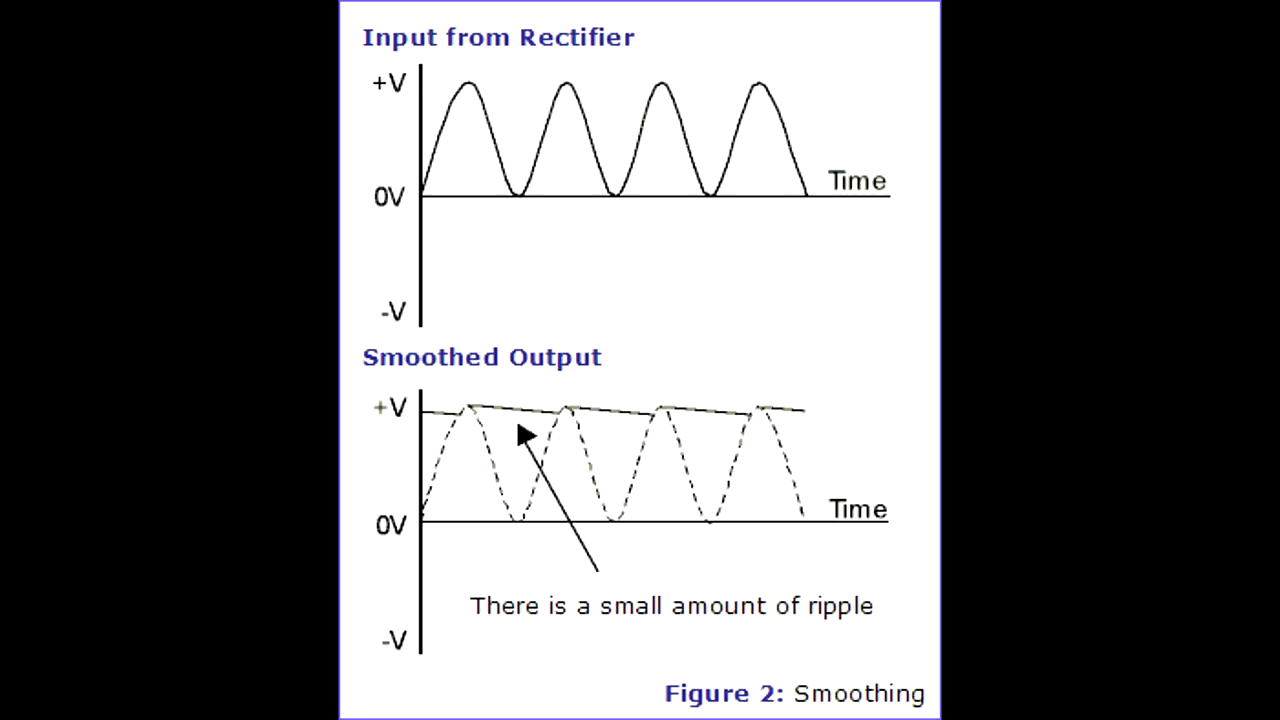 Input from Rectifier
+V
Time
0V
-V
Smoothed Output
+V
Time
0V
There is a small amount of ripple
-V
Figure 2: Smoothing